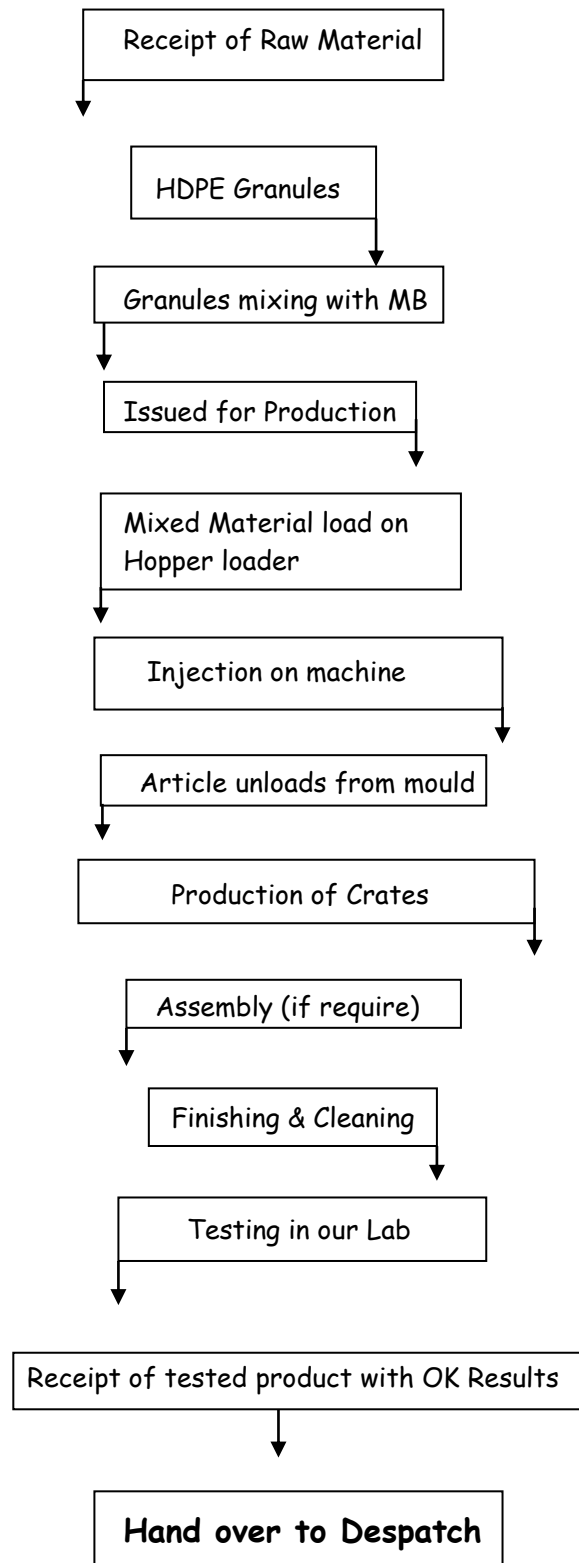 Receipt of Raw Material
HDPE Granules
Granules mixing with MB
Issued for Production
Mixed Material load on
Hopper loader
Injection on machine
Article unloads from mould
Production of Crates
Assembly (if require)
Finishing & Cleaning
Testing in our Lab
Receipt of tested product with OK Results
Hand over to Despatch